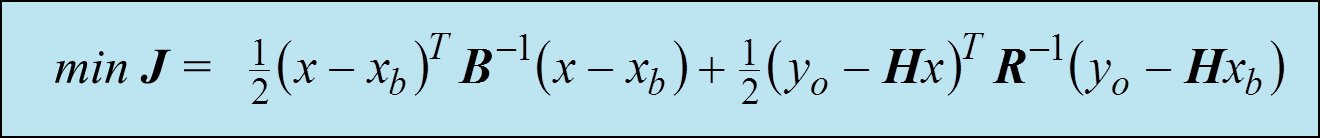 min J = ½(x − x_b)^T B^{−1}(x − x_b) + ½(y_o − Hx)^T R^{−1}(y_o − Hx_b)